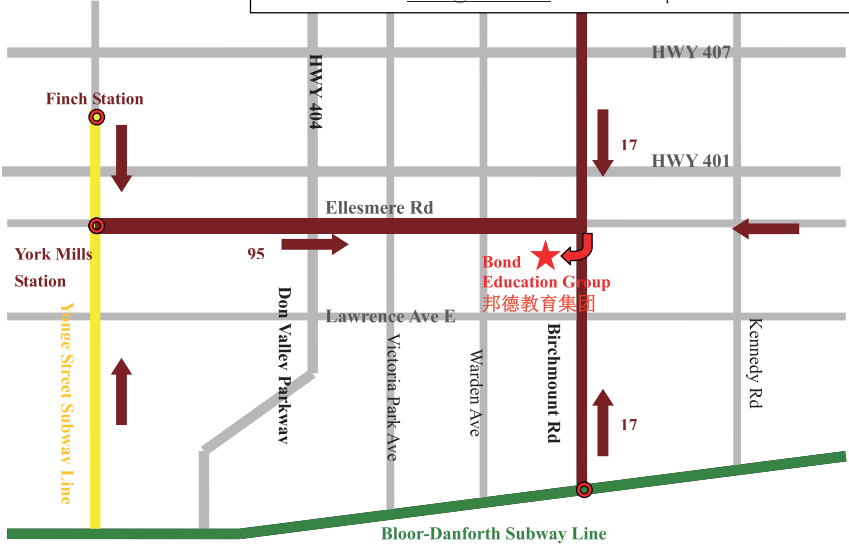 HWY 407
HWY 404
Finch Station
17
HWY 401
Ellesmere Rd
York Mills
Station
95
Bond
Education Group
邦德教育集团
Lawrence Ave E
Yonge Street Subway Line
Don Valley Parkway
Victoria Park Ave
Warden Ave
Birchmount Rd
Kennedy Rd
17
Bloor-Danforth Subway Line